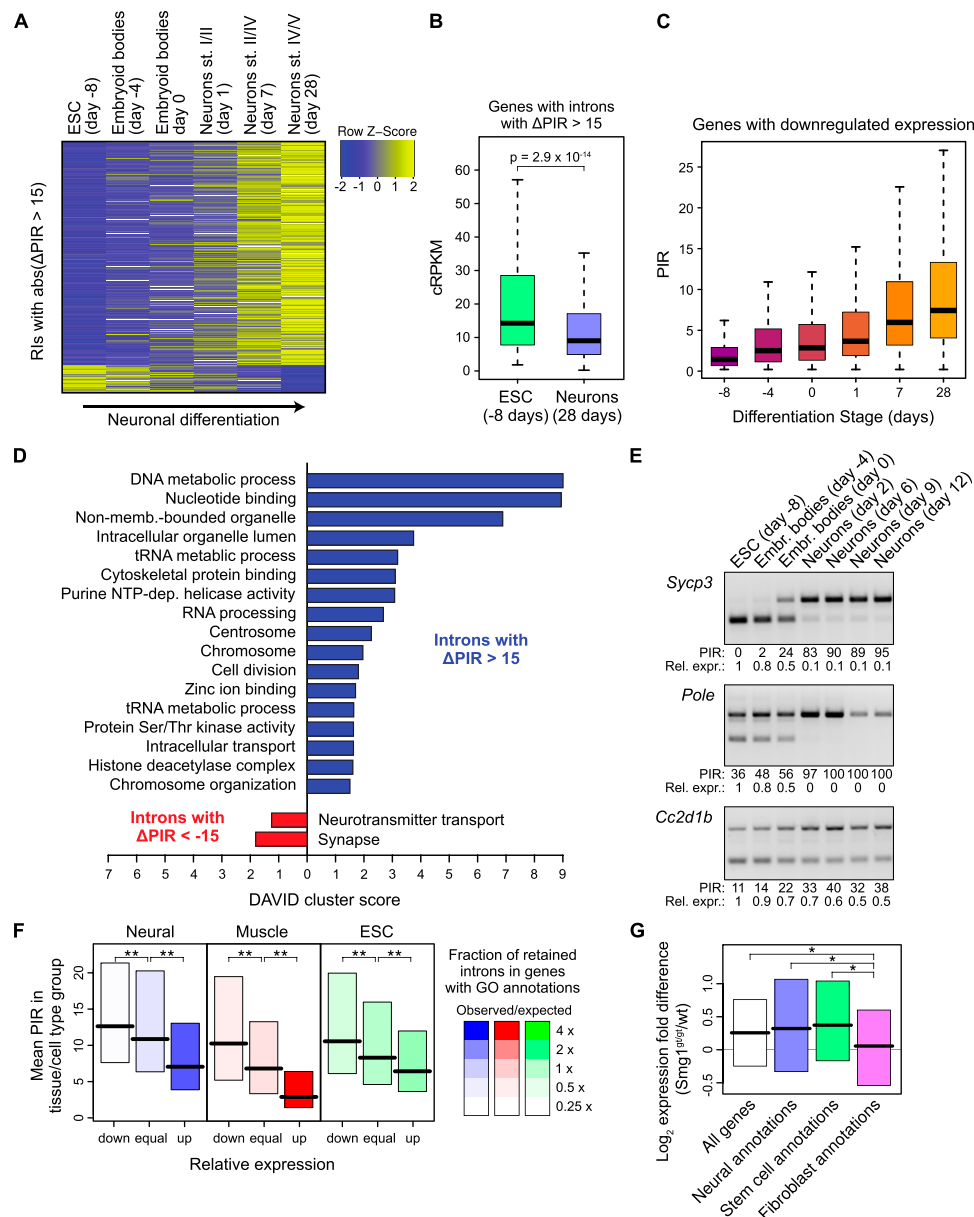 A
ESC (day -8)
Embryoid bodies (day -4)
Embryoid bodies day 0
Neurons st. I/II (day 1)
Neurons st. II/IV (day 7)
Neurons st. IV/V (day 28)
Row Z−Score
-2 -1 0 1 2
RIs with abs(ΔPIR > 15)
Neuronal differentiation
B
Genes with introns
with ΔPIR > 15
p = 2.9 x 10-14
cRPKM
60
50
40
30
20
10
0
ESC
(-8 days)
Neurons
(28 days)
C
Genes with downregulated expression
PIR
25
20
15
10
5
0
-8 -4 0 1 7 28
Differentiation Stage (days)
D
DNA metabolic process
Nucleotide binding
Non-memb.-bounded organelle
Intracellular organelle lumen
tRNA metablic process
Cytoskeletal protein binding
Purine NTP-dep. helicase activity
RNA processing
Centrosome
Chromosome
Cell division
Zinc ion binding
tRNA metabolic process
Protein Ser/Thr kinase activity
Intracellular transport
Histone deacetylase complex
Chromosome organization
Introns with
ΔPIR > 15
Introns with
ΔPIR < -15
Neurotransmitter transport
Synapse
7 6 5 4 3 2 1 0 1 2 3 4 5 6 7 8 9
DAVID cluster score
E
ESC (day -8)
Embr. bodies (day -4)
Embr. bodies (day 0)
Neurons (day 2)
Neurons (day 6)
Neurons (day 9)
Neurons (day 12)
Sycp3
PIR: 0 2 24 83 90 89 95
Rel. expr.: 1 0.8 0.5 0.1 0.1 0.1 0.1
Pole
PIR: 36 48 56 97 100 100 100
Rel. expr.: 1 0.8 0.5 0 0 0 0
Cc2d1b
PIR: 11 14 22 33 40 32 38
Rel. expr.: 1 0.9 0.7 0.7 0.6 0.5 0.5
F
Neural Muscle ESC
** ** ** ** ** **
Mean PIR in
tissue/cell type group
20
15
10
5
0
down equal up down equal up down equal up
Relative expression
Fraction of retained
introns in genes
with GO annotations
Observed/expected
4 x
2 x
1 x
0.5 x
0.25 x
G
*
*
*
Log2 expression fold difference
(Smg1gt/gt/wt)
1.0
0.5
0
-0.5
All genes
Neural annotations
Stem cell annotations
Fibroblast annotations